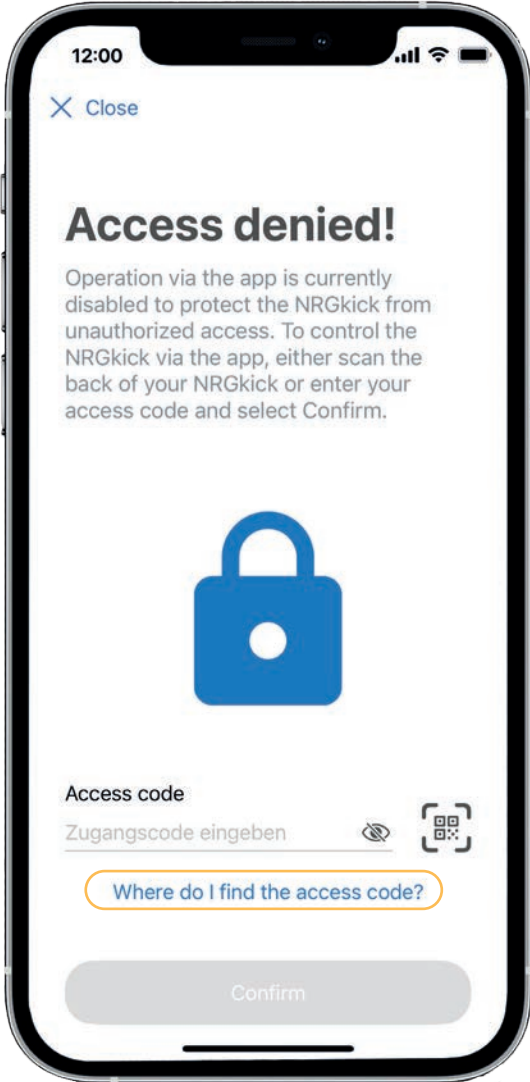 12:00
Close
Access denied!
Operation via the app is currently
disabled to protect the NRGkick from
unauthorized access. To control the
NRGkick via the app, either scan the
back of your NRGkick or enter your
access code and select Confirm.
Access code
Zugangscode eingeben
Where do I find the access code?
Confirm